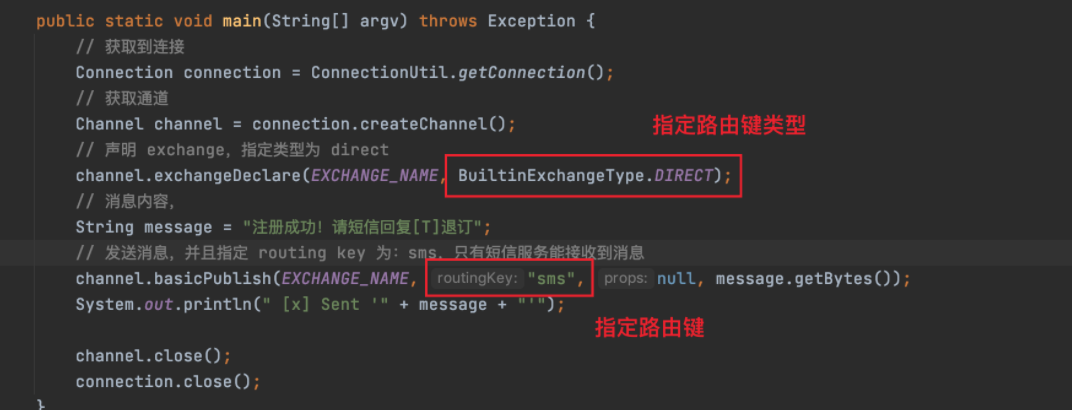 public static void main(String[] argv) throws Exception {
// 获取到连接
Connection connection = ConnectionUtil.getConnection();
// 获取通道
Channel channel = connection.createChannel();
指定路由键类型
// 声明 exchange，指定类型为 direct
channel.exchangeDeclare(EXCHANGE_NAME, BuiltinExchangeType.DIRECT);
// 消息内容，
String message = "注册成功！请短信回复[T]退订";
// 发送消息，并且指定 routing key 为：sms，只有短信服务能接收到消息
channel.basicPublish(EXCHANGE_NAME, routingKey: "sms", props: null, message.getBytes());
System.out.println(" [x] Sent '" + message + "'");
指定路由键
channel.close();
connection.close();
}